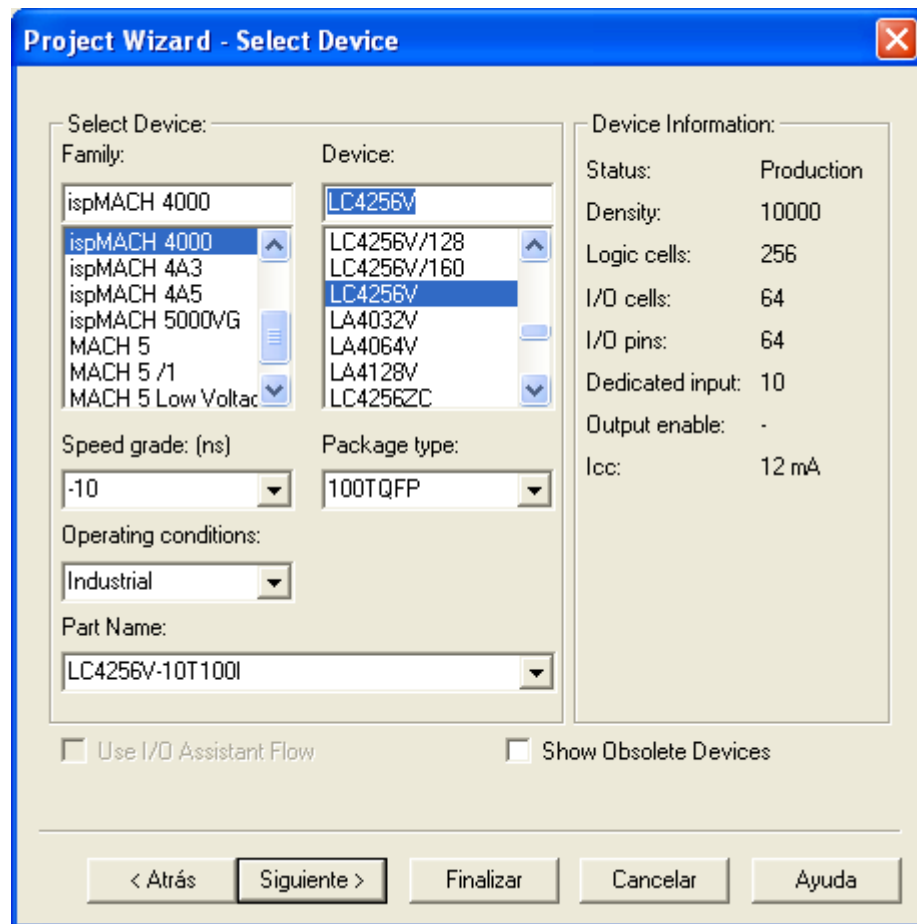 Project Wizard - Select Device
Select Device:
Family:
Device:
ispMACH 4000
LC4256V
ispMACH 4000
ispMACH 4A3
ispMACH 4A5
ispMACH 5000VG
MACH 5
MACH 5 /1
MACH 5 Low Voltag
LC4256V/128
LC4256V/160
LC4256V
LA4032V
LA4064V
LA4128V
LC4256ZC
Speed grade: (ns)
Package type:
-10
100TQFP
Operating conditions:
Industrial
Part Name:
LC4256V-10T100I
Device Information:
Status: Production
Density: 10000
Logic cells: 256
I/O cells: 64
I/O pins: 64
Dedicated input: 10
Output enable: -
Icc: 12 mA
Use I/O Assistant Flow
Show Obsolete Devices
< Atrás
Siguiente >
Finalizar
Cancelar
Ayuda